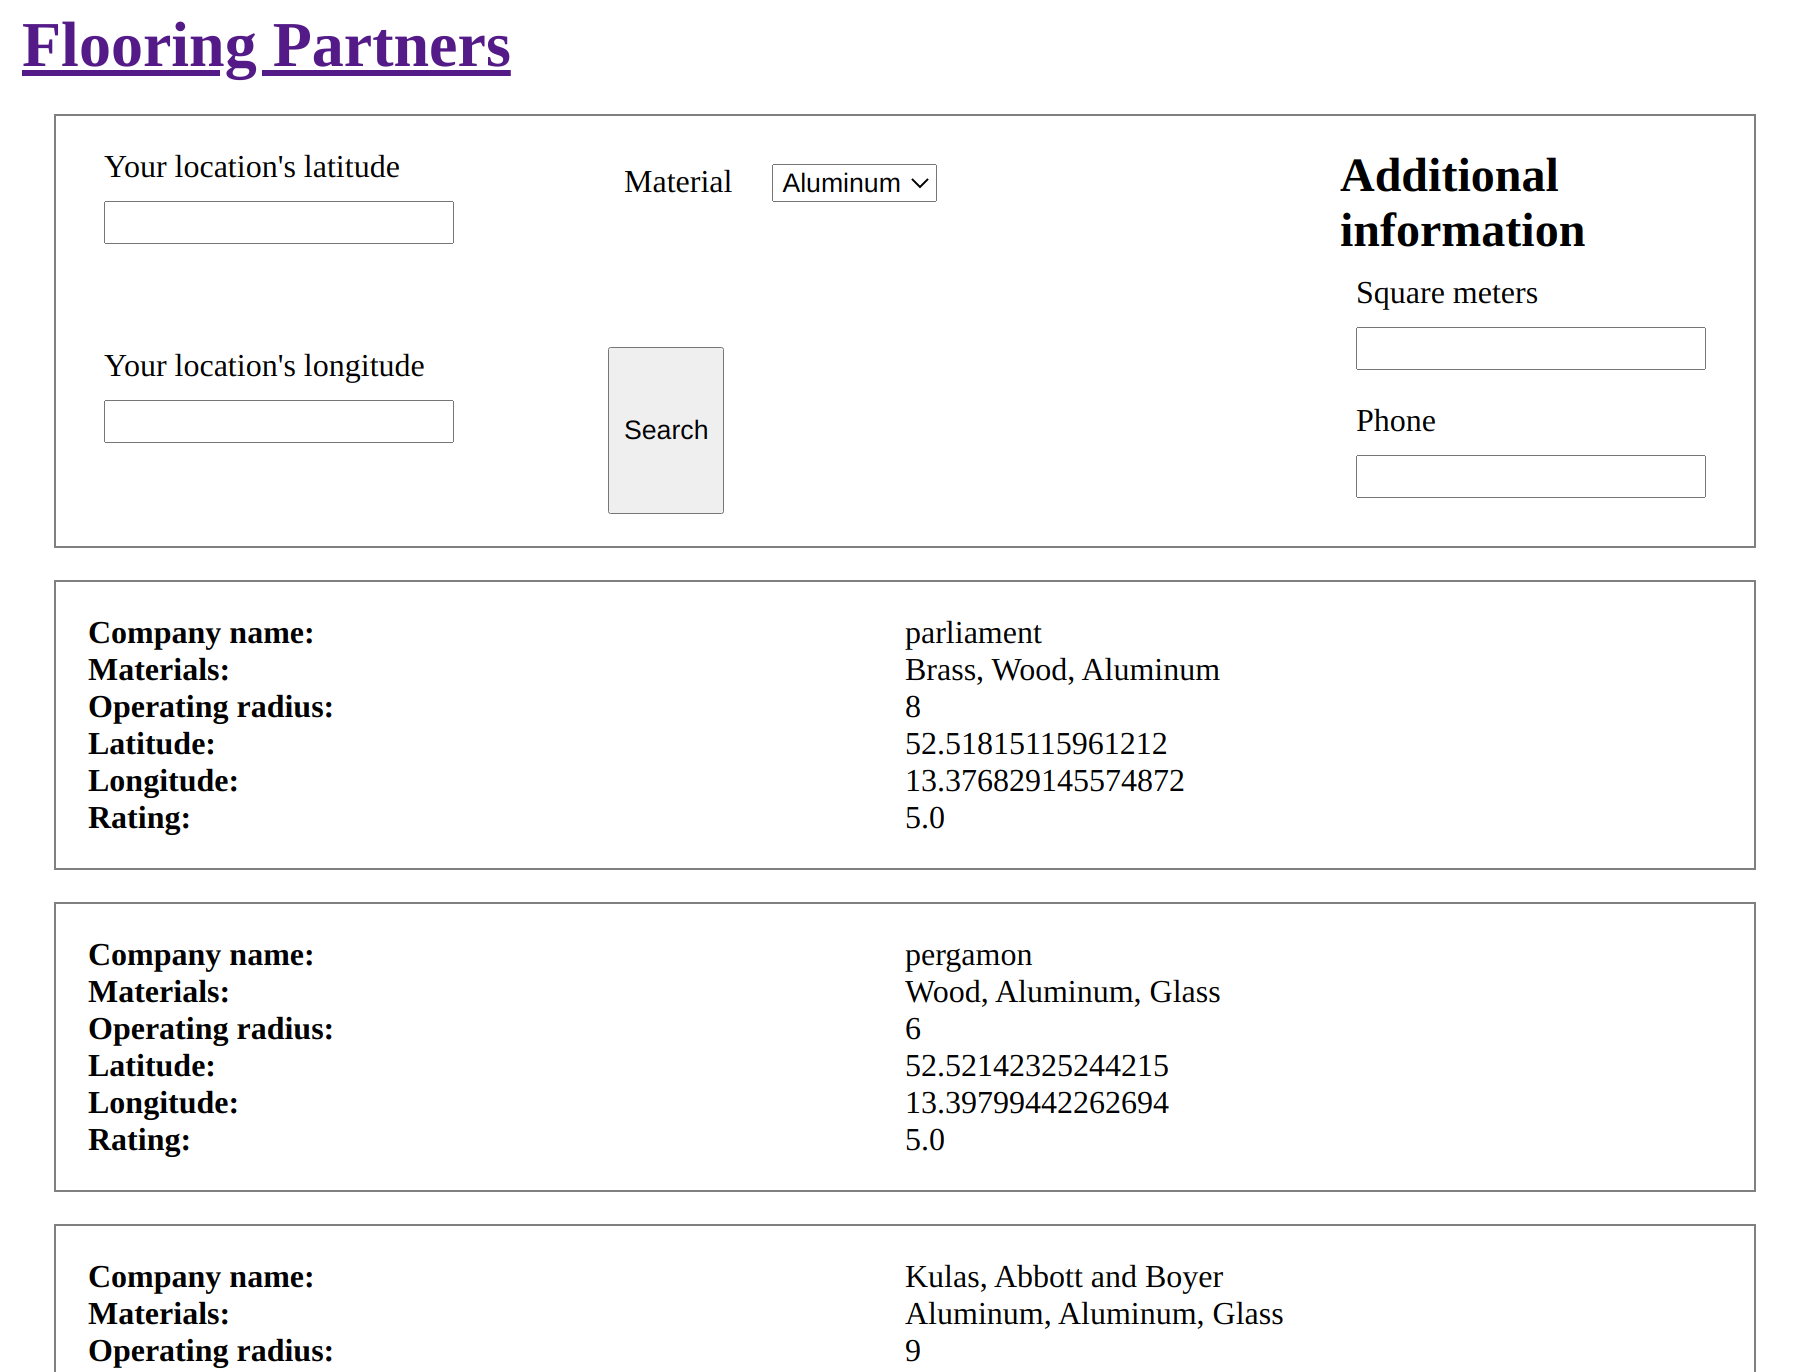 Flooring Partners
Your location's latitude
Material Aluminum
Your location's longitude
Search
Additional
information
Square meters
Phone
Company name: parliament
Materials: Brass, Wood, Aluminum
Operating radius: 8
Latitude: 52.51815115961212
Longitude: 13.376829145574872
Rating: 5.0
Company name: pergamon
Materials: Wood, Aluminum, Glass
Operating radius: 6
Latitude: 52.52142325244215
Longitude: 13.39799442262694
Rating: 5.0
Company name: Kulas, Abbott and Boyer
Materials: Aluminum, Aluminum, Glass
Operating radius: 9